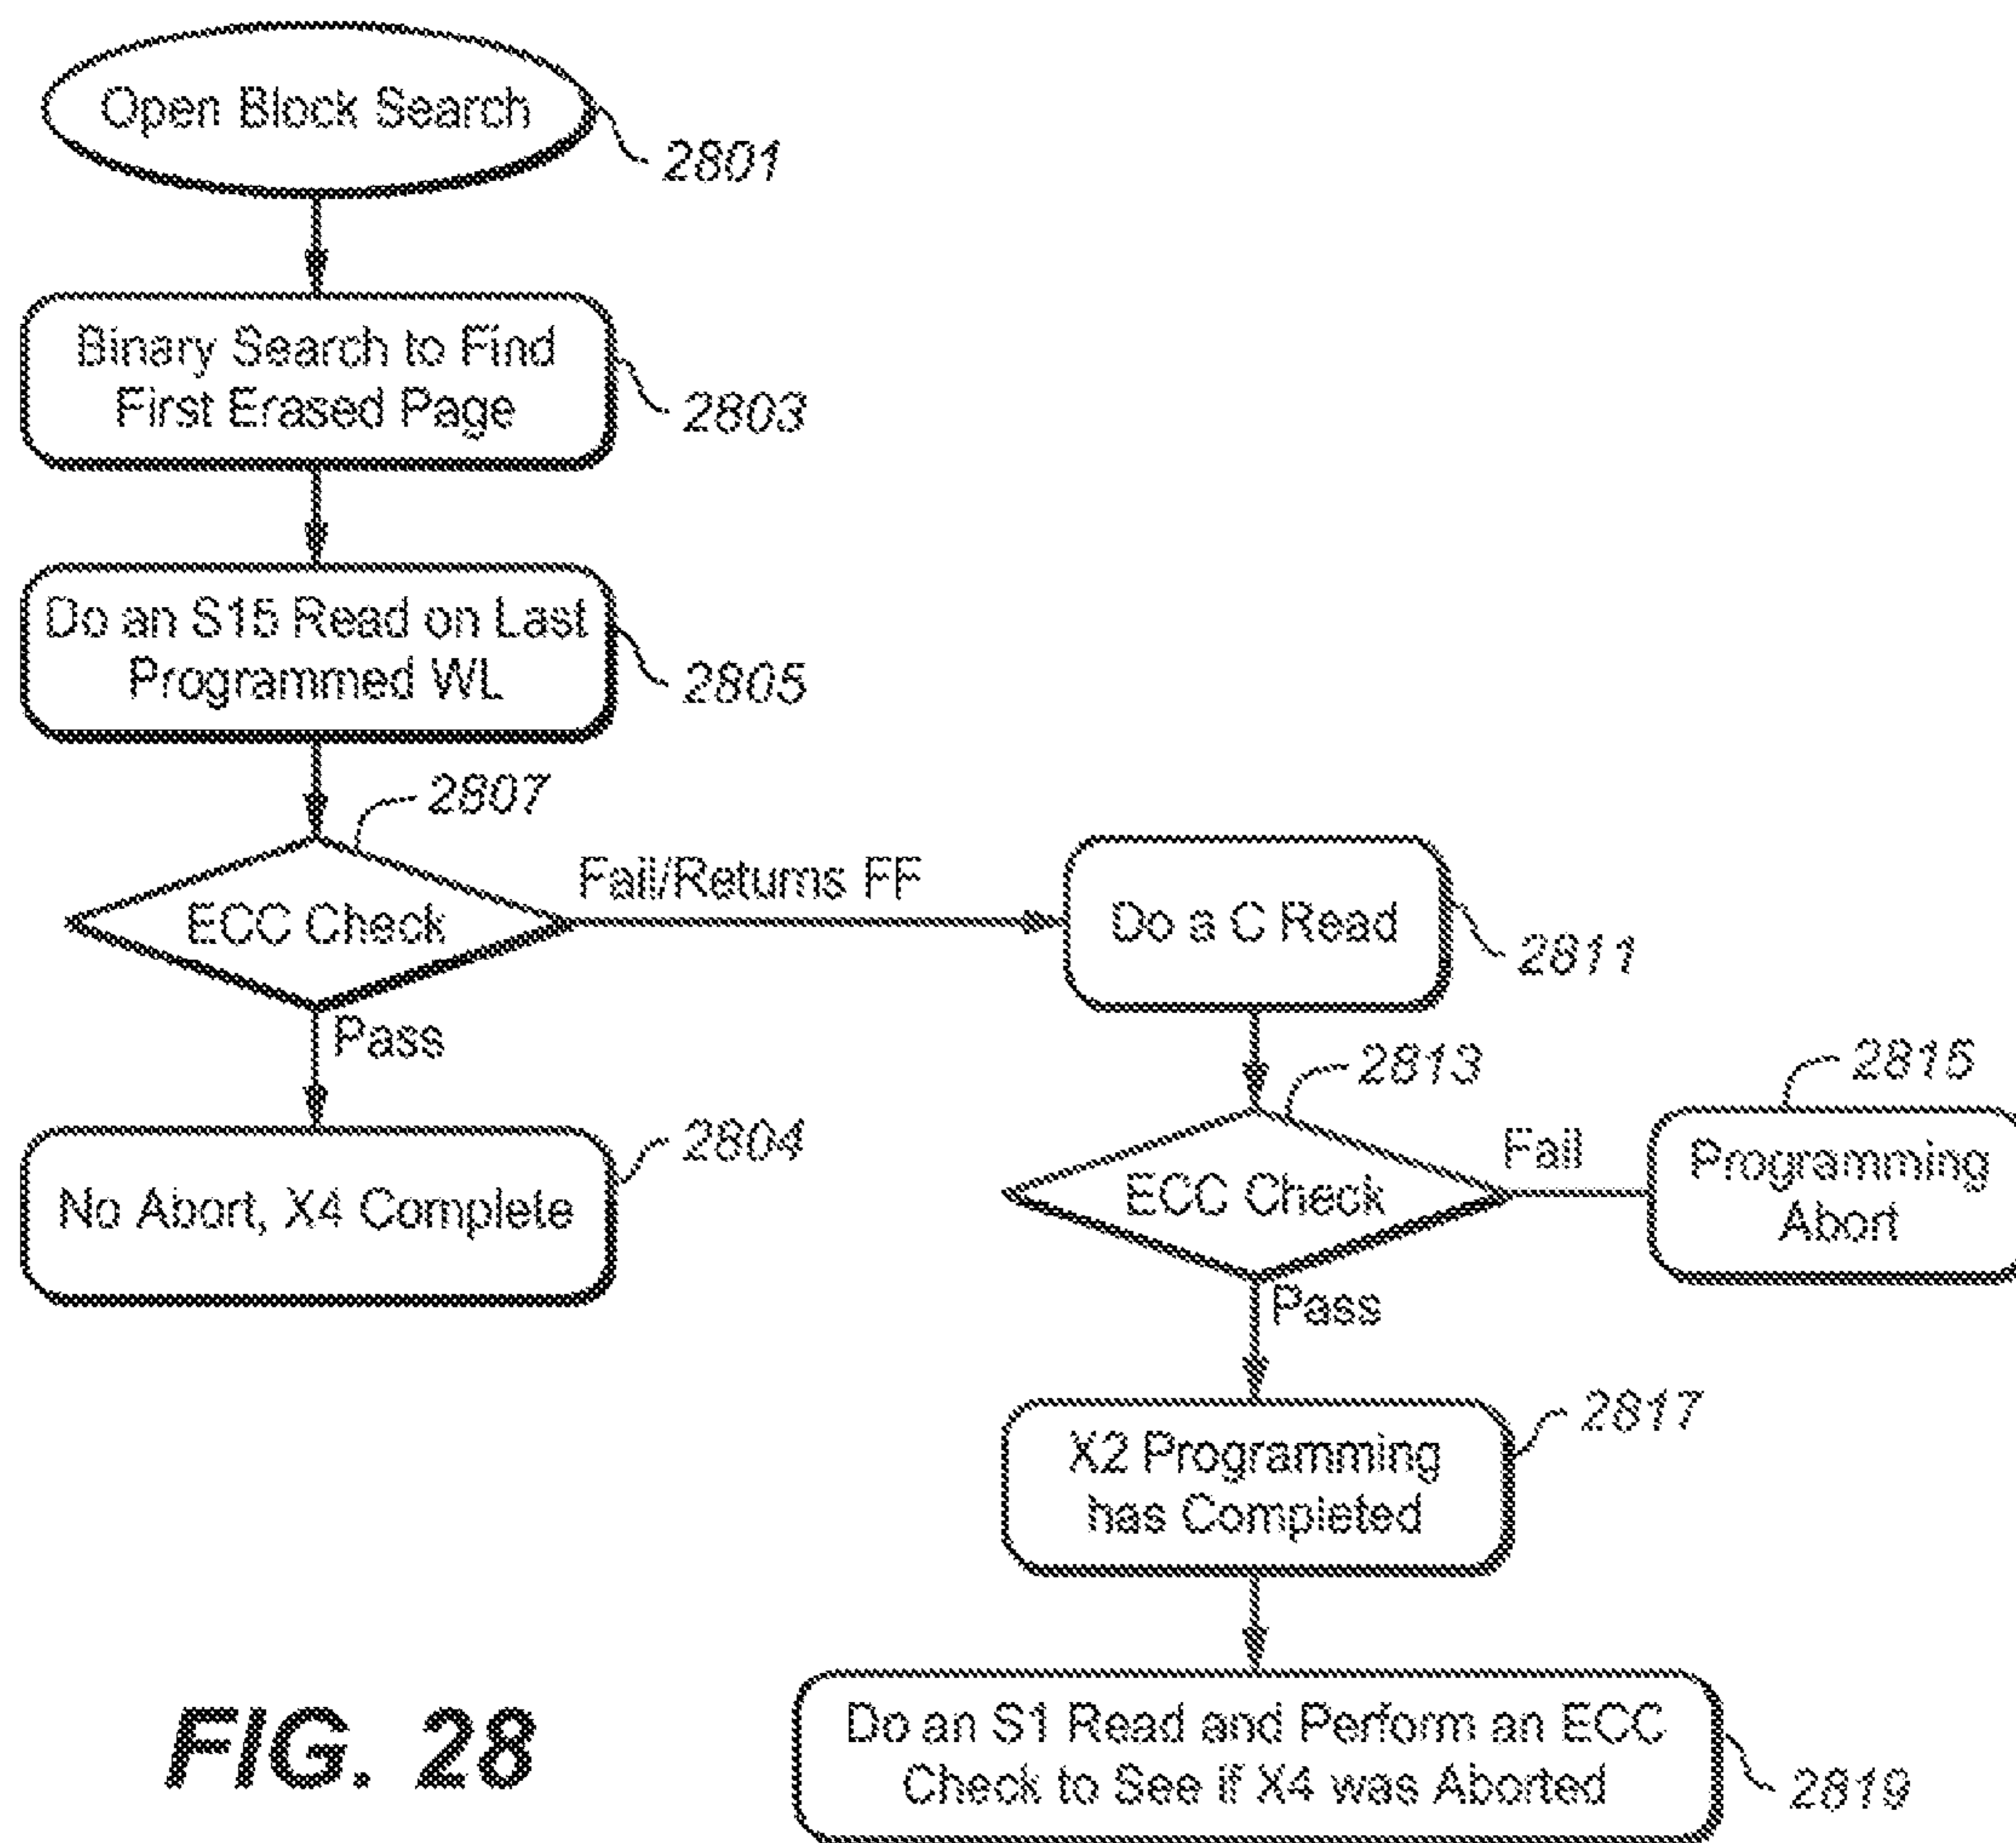 Open Block Search
2801
Binary Search to Find
First Erased Page
2803
Do an S15 Read on Last
Programmed WL
2805
2807
ECC Check
Fail/Returns FF
Pass
Do a C Read
2811
No Abort, X4 Complete
2804
2813
ECC Check
Fail
2815
Programming
Abort
Pass
X2 Programming
has Completed
2817
Do an S1 Read and Perform an ECC
Check to See if X4 was Aborted
2819
FIG. 28